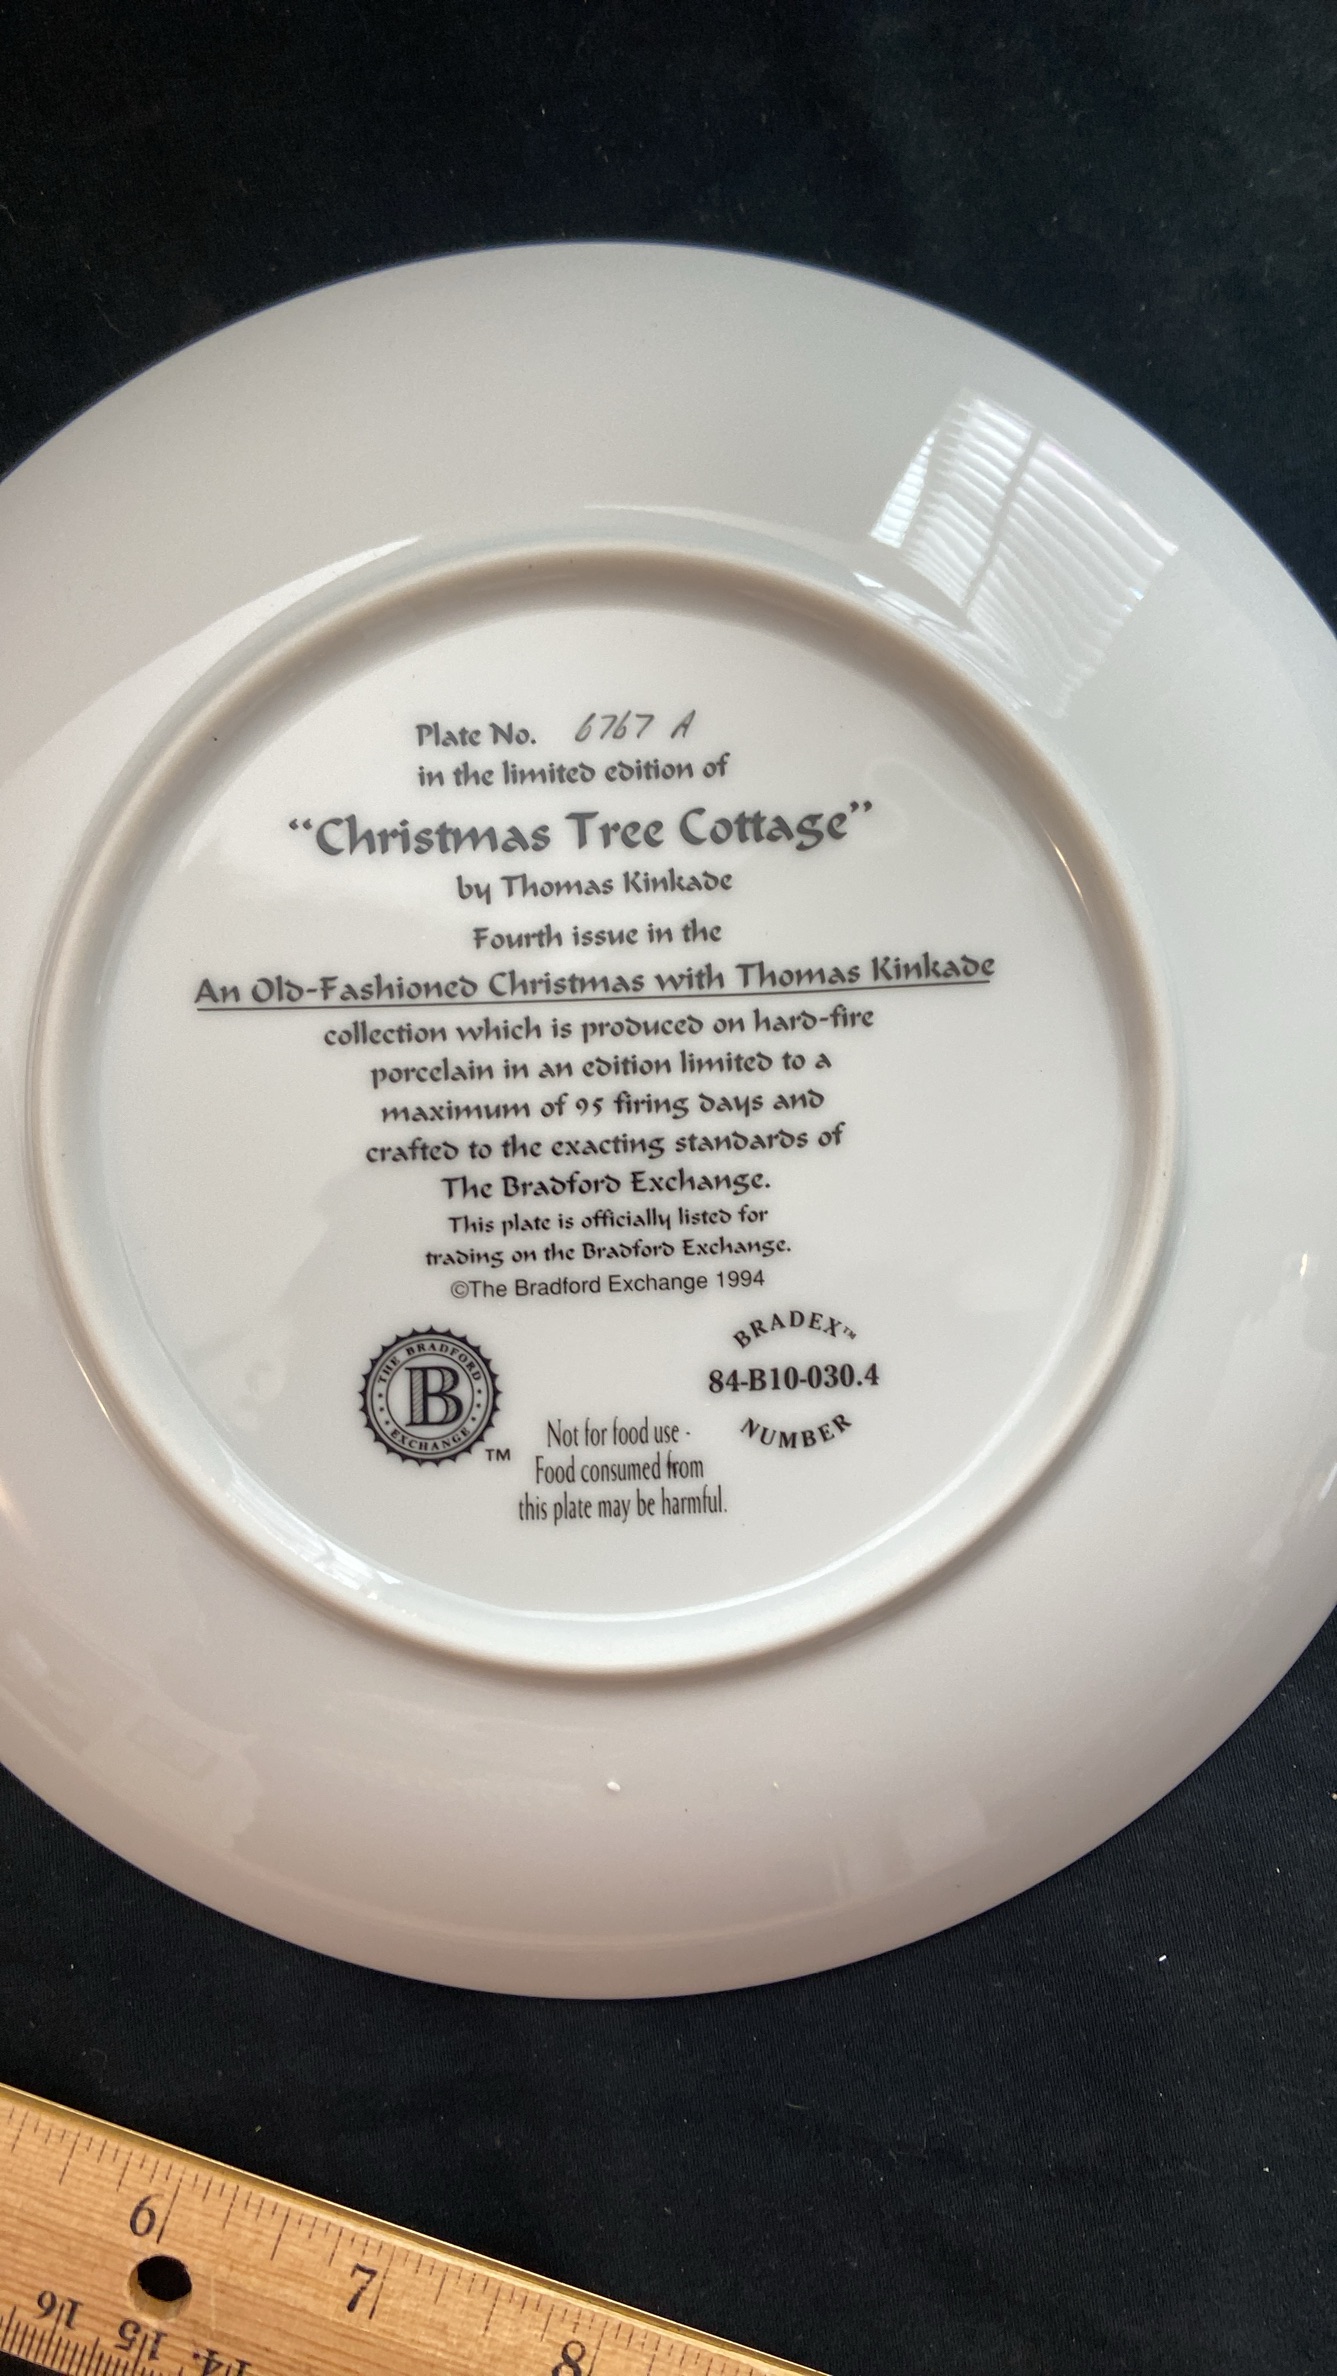 Plate No. 6767 A
in the limited edition of
“Christmas Tree Cottage”
by Thomas Kinkade
Fourth issue in the
An Old-Fashioned Christmas with Thomas Kinkade
collection which is produced on hard-fire
porcelain in an edition limited to a
maximum of 95 firing days and
crafted to the exacting standards of
The Bradford Exchange.
This plate is officially listed for
trading on the Bradford Exchange.
©The Bradford Exchange 1994
THE BRADFORD
B
EXCHANGE
TM
BRADEX™
84-B10-030.4
NUMBER
Not for food use -
Food consumed from
this plate may be harmful.
6 7 8
16 15 14